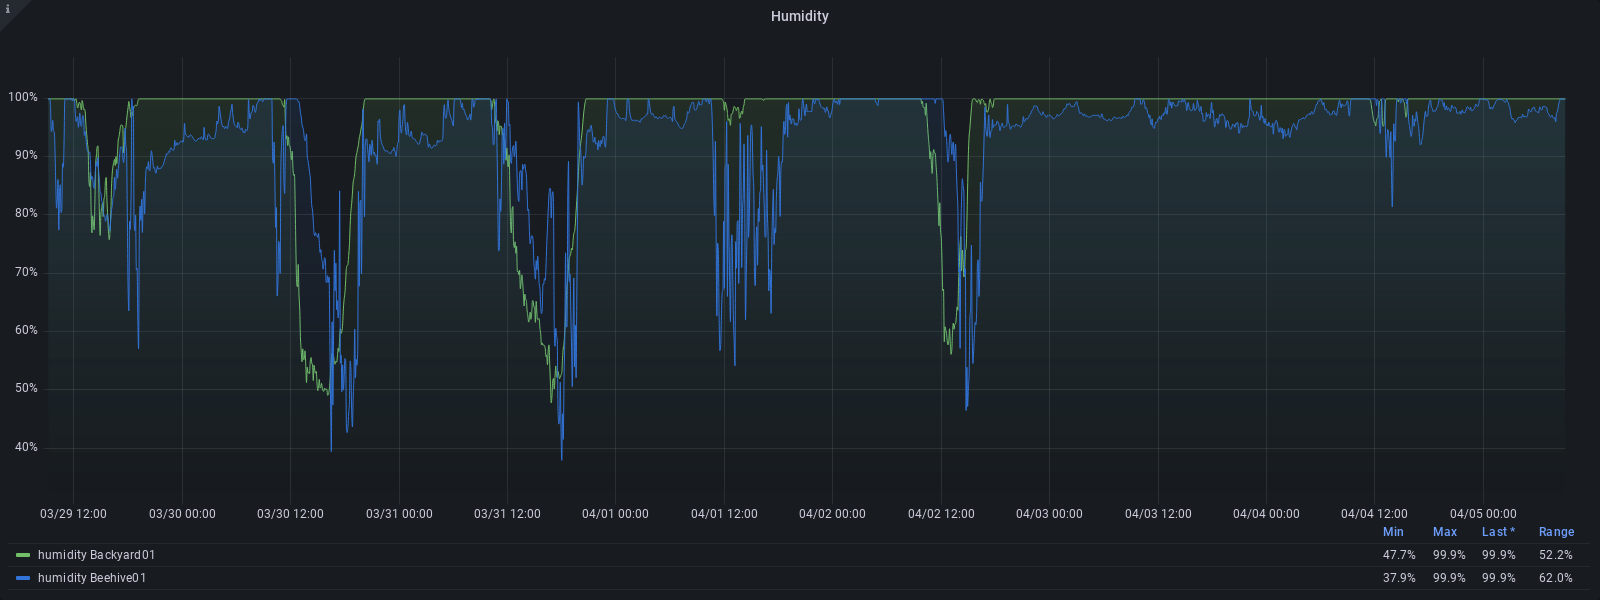 i
Humidity
100%
90%
80%
70%
60%
50%
40%
03/29 12:00 03/30 00:00 03/30 12:00 03/31 00:00 03/31 12:00 04/01 00:00 04/01 12:00 04/02 00:00 04/02 12:00 04/03 00:00 04/03 12:00 04/04 00:00 04/04 12:00 04/05 00:00
Min Max Last * Range
humidity Backyard01 47.7% 99.9% 99.9% 52.2%
humidity Beehive01 37.9% 99.9% 99.9% 62.0%